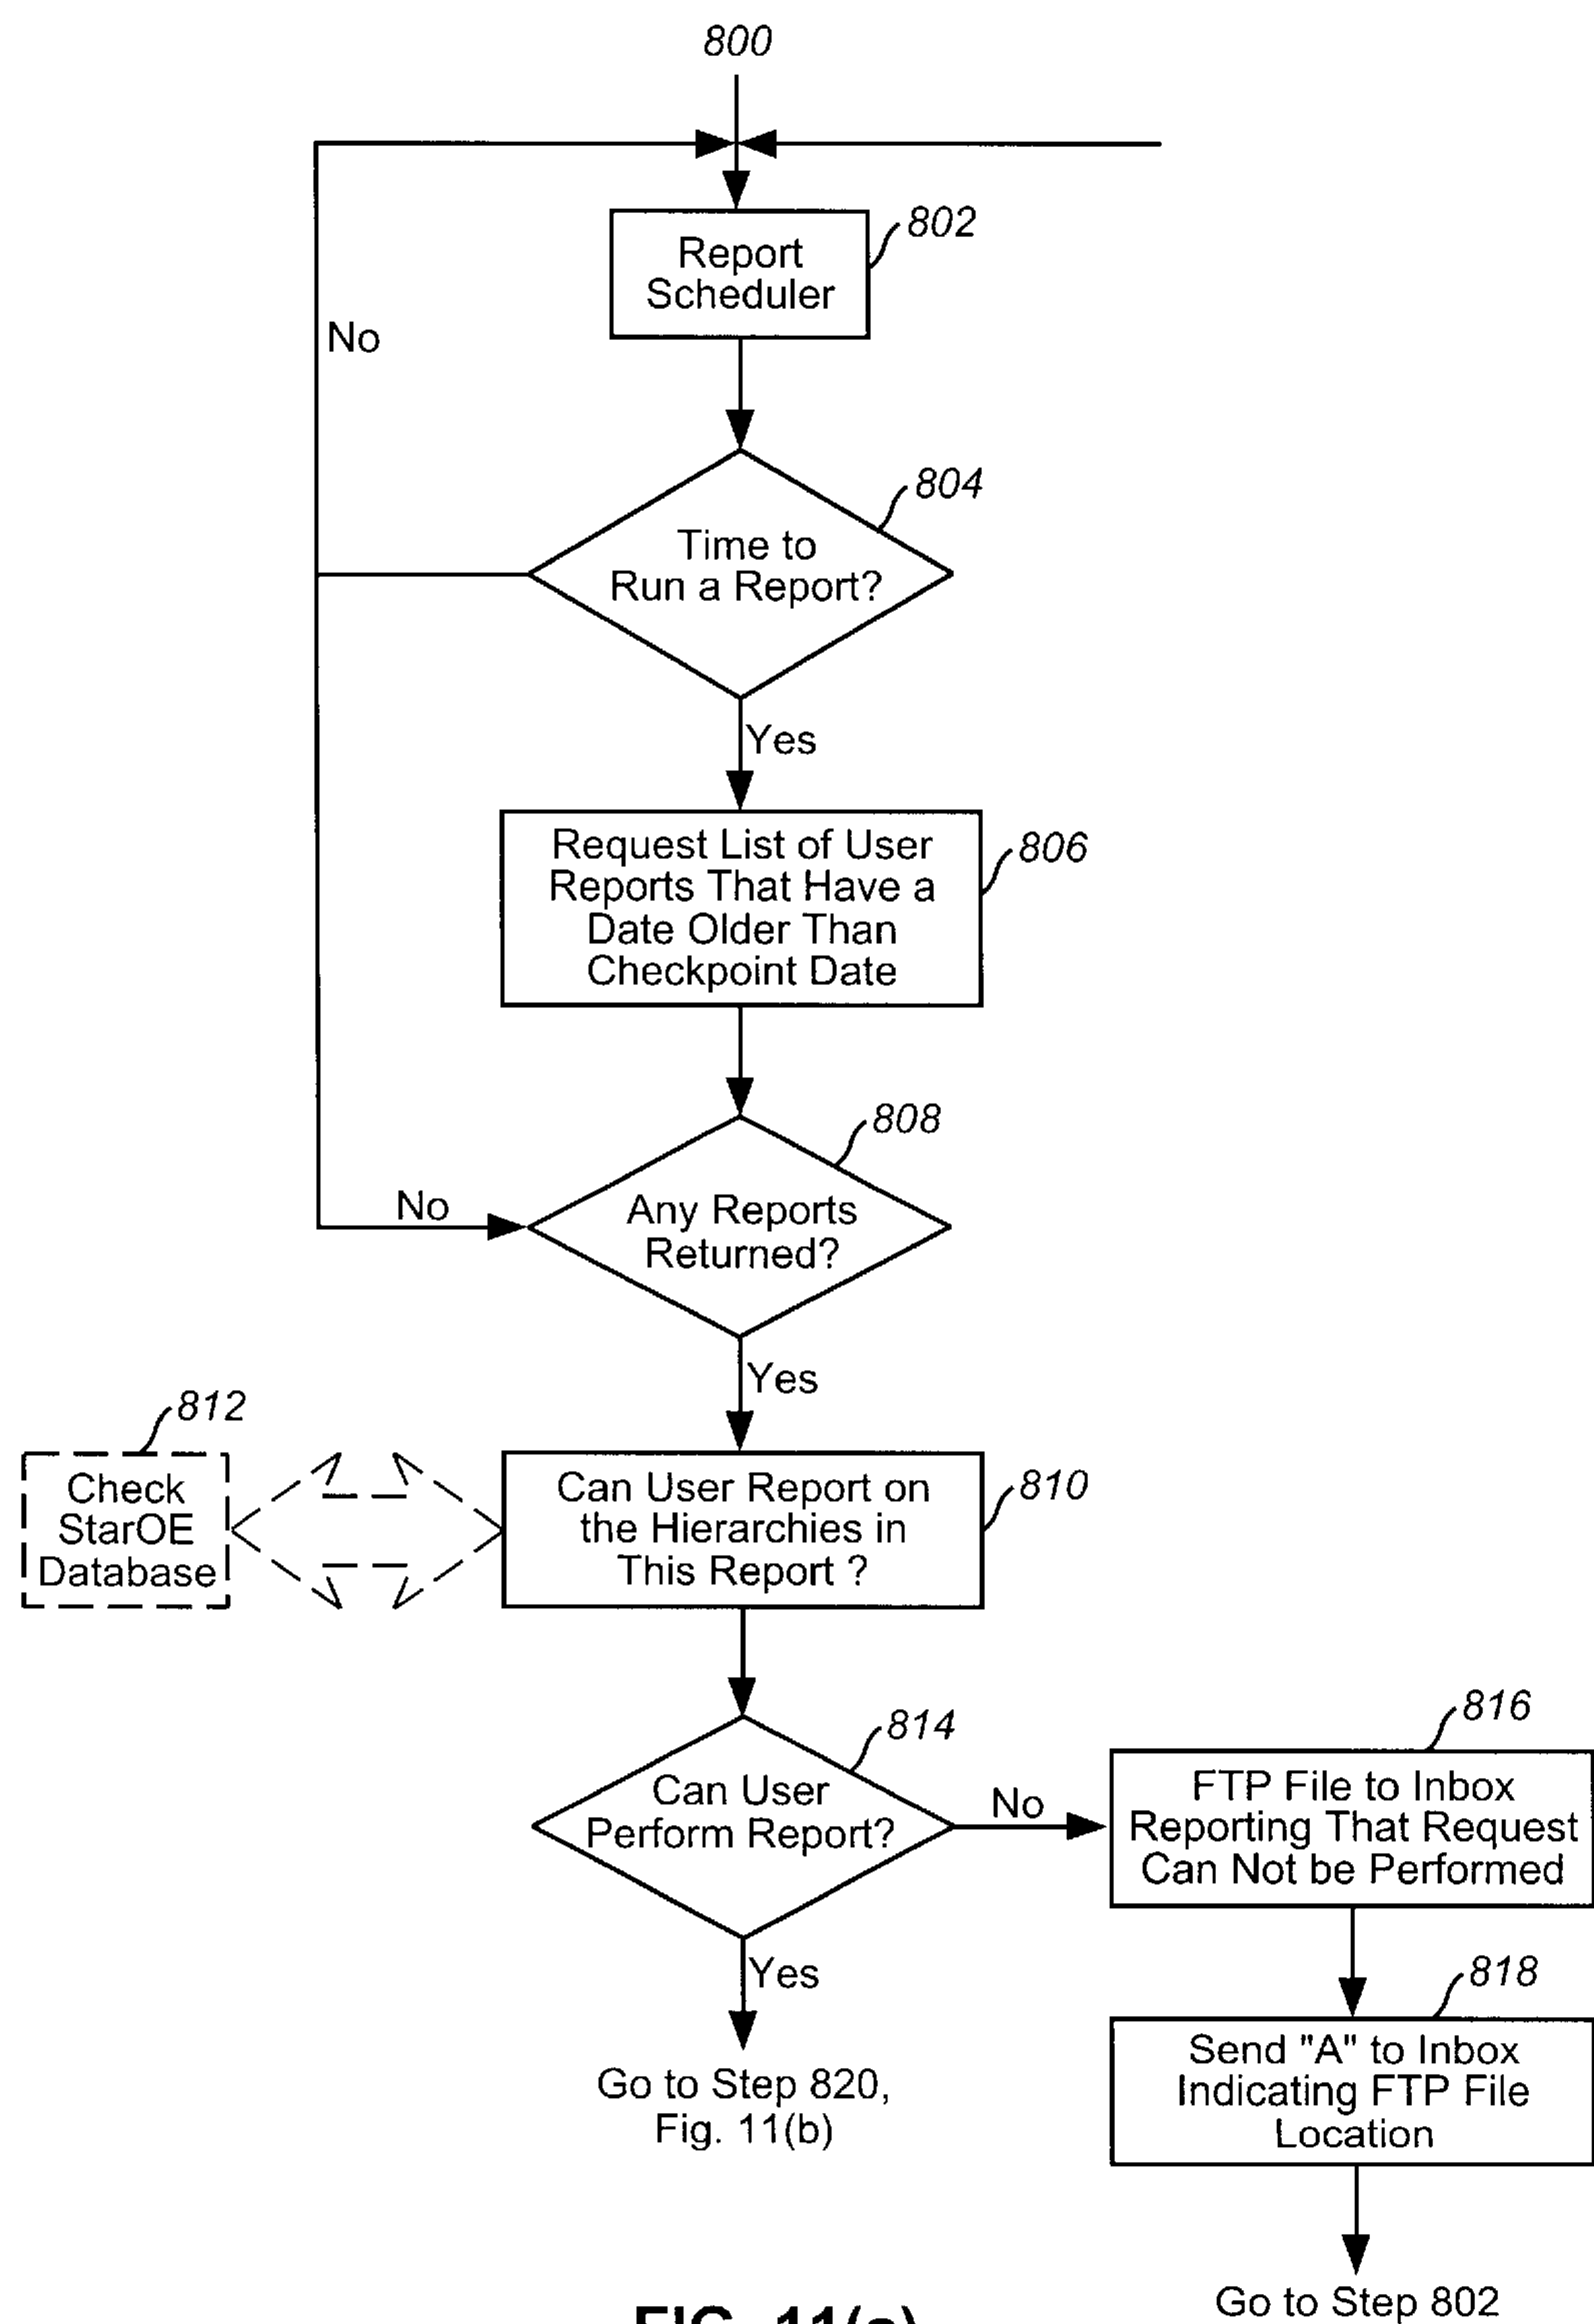 800
802
Report
Scheduler
No
804
Time to
Run a Report?
Yes
806
Request List of User
Reports That Have a
Date Older Than
Checkpoint Date
808
No
Any Reports
Returned?
Yes
812
Check
StarOE
Database
810
Can User Report on
the Hierarchies in
This Report ?
814
Can User
Perform Report?
No
816
FTP File to Inbox
Reporting That Request
Can Not be Performed
Yes
818
Send "A" to Inbox
Indicating FTP File
Location
Go to Step 820,
Fig. 11(b)
Go to Step 802
FIG. 11(a)